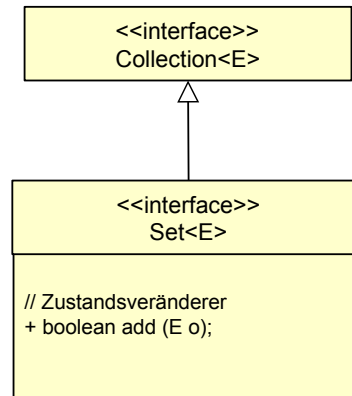 <<interface>>
Collection<E>
<<interface>>
Set<E>
// Zustandsveränderer
+ boolean add (E o);